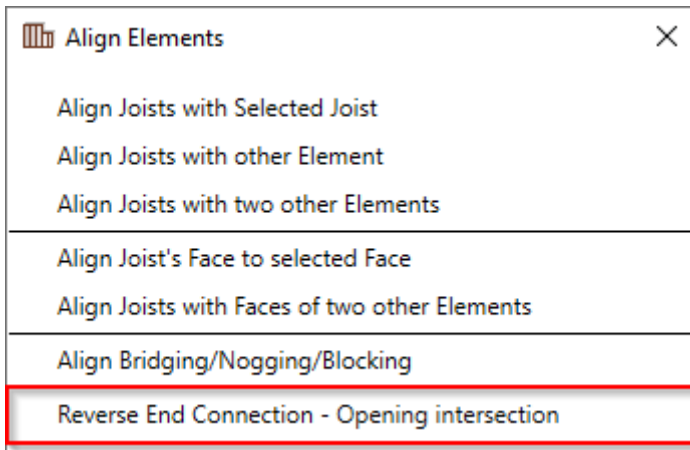 Align Elements
Align Joists with Selected Joist
Align Joists with other Element
Align Joists with two other Elements
Align Joist's Face to selected Face
Align Joists with Faces of two other Elements
Align Bridging/Nogging/Blocking
Reverse End Connection - Opening intersection